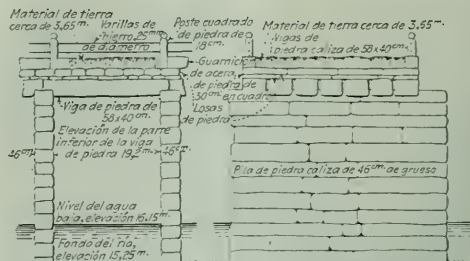 Material de tierra
cerca de 3,65ᵐ·
Varillas de
hierro, 25ᵐᵐ
de diámetro
Poste cuadrado
de piedra de
18ᶜᵐ·
Material de tierra cerca de 3,55ᵐ·
Vigas de
piedra caliza de 58x40ᶜᵐ·
Guarnición
de acera,
de piedra de
30ᶜᵐ· en cuadro
Losas
de piedra
Viga de piedra de
58x40ᶜᵐ·
Elevación de la parte
inferior de la viga
de piedra
46ᶜᵐ·
Pila de piedra caliza de 46ᶜᵐ· de grueso
Nivel del agua
baja, elevación 16,15ᵐ·
Fondo del río,
elevación 15,25ᵐ·